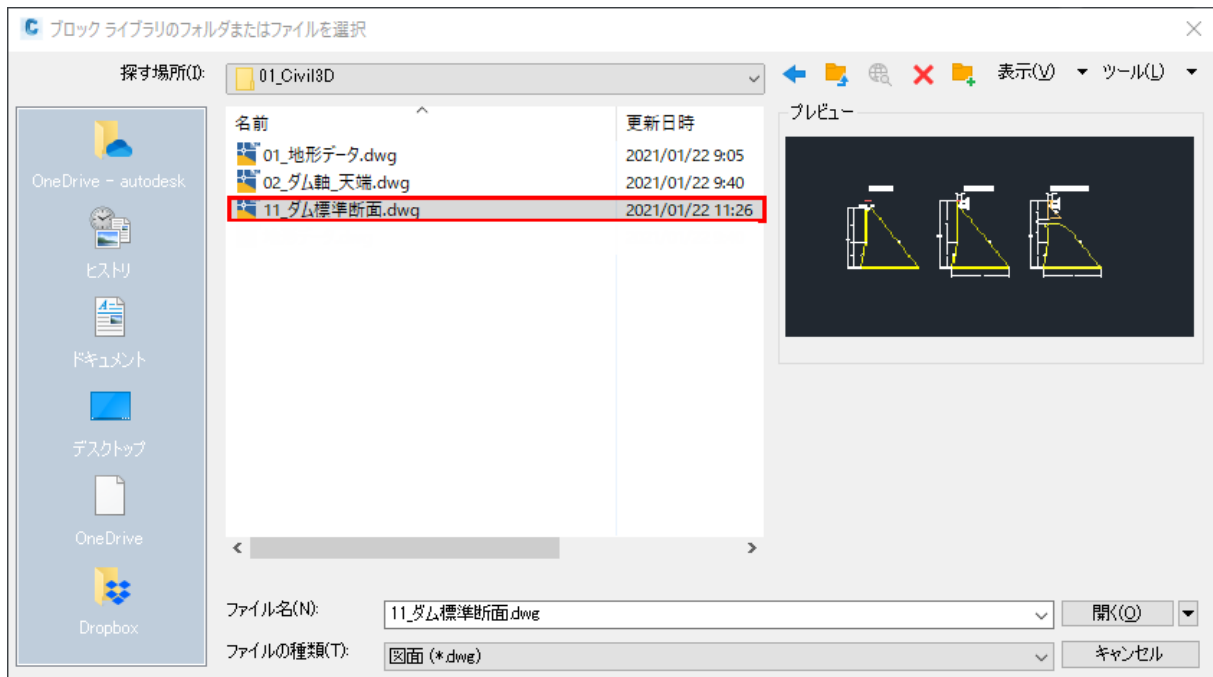 ブロック ライブラリのフォルダまたはファイルを選択
探す場所(I):
01_Civil3D
表示(V)
ツール(L)
OneDrive - autodesk
ヒストリ
ドキュメント
デスクトップ
OneDrive
Dropbox
名前 更新日時
01_地形データ.dwg 2021/01/22 9:05
02_ダム軸_天端.dwg 2021/01/22 9:40
11_ダム標準断面.dwg 2021/01/22 11:26
プレビュー
ファイル名(N): 11_ダム標準断面.dwg 開く(O)
ファイルの種類(T): 図面 (*.dwg) キャンセル